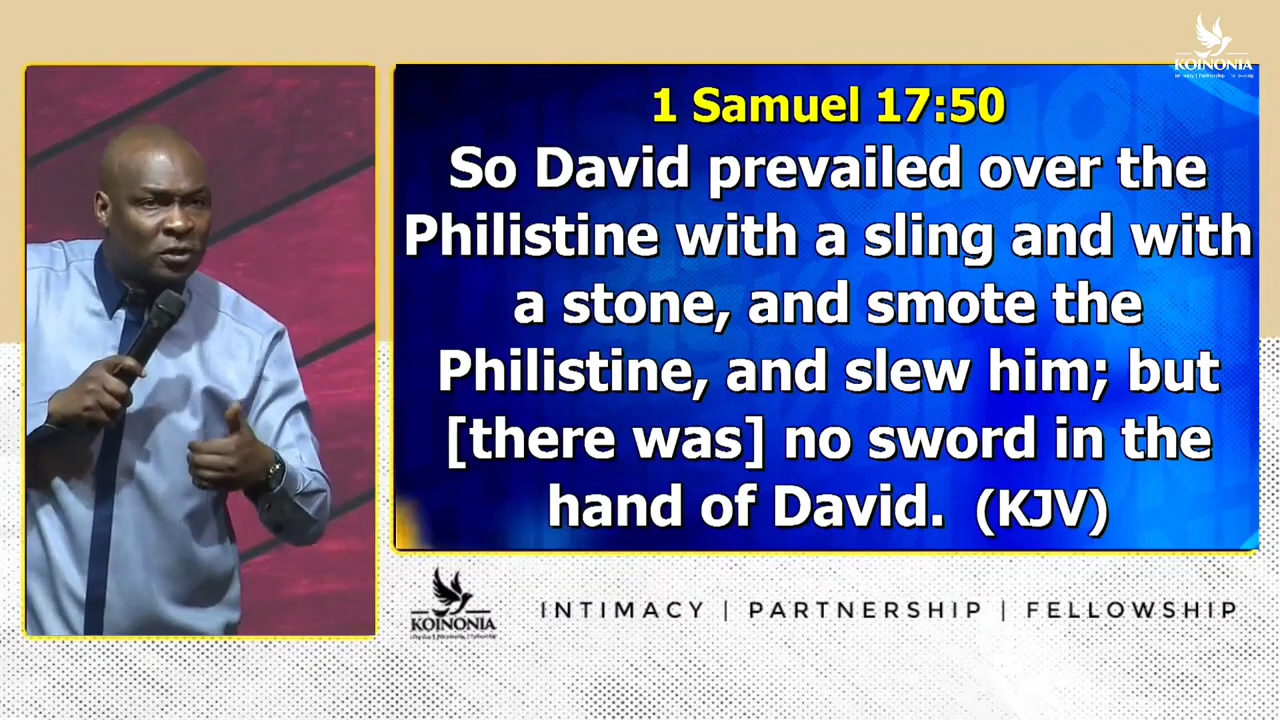 KOINONIA
1 Samuel 17:50
So David prevailed over the
Philistine with a sling and with
a stone, and smote the
Philistine, and slew him; but
[there was] no sword in the
hand of David. (KJV)
KOINONIA
INTIMACY | PARTNERSHIP | FELLOWSHIP